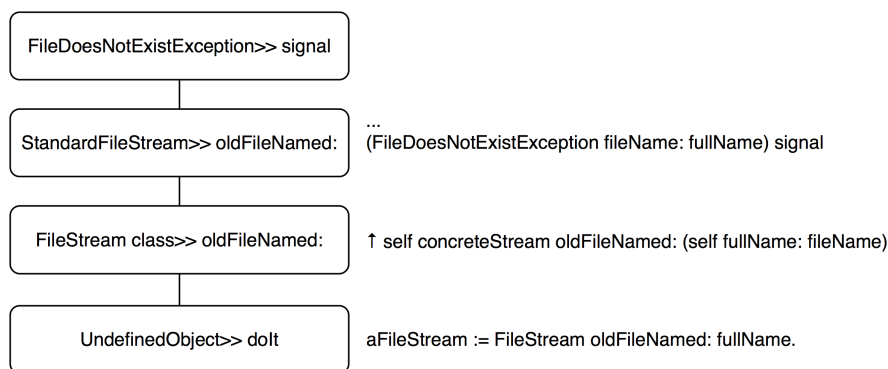 FileDoesNotExistException>> signal
...
StandardFileStream>> oldFileNamed:
(FileDoesNotExistException fileName: fullName) signal
FileStream class>> oldFileNamed:
↑ self concreteStream oldFileNamed: (self fullName: fileName)
UndefinedObject>> doIt
aFileStream := FileStream oldFileNamed: fullName.